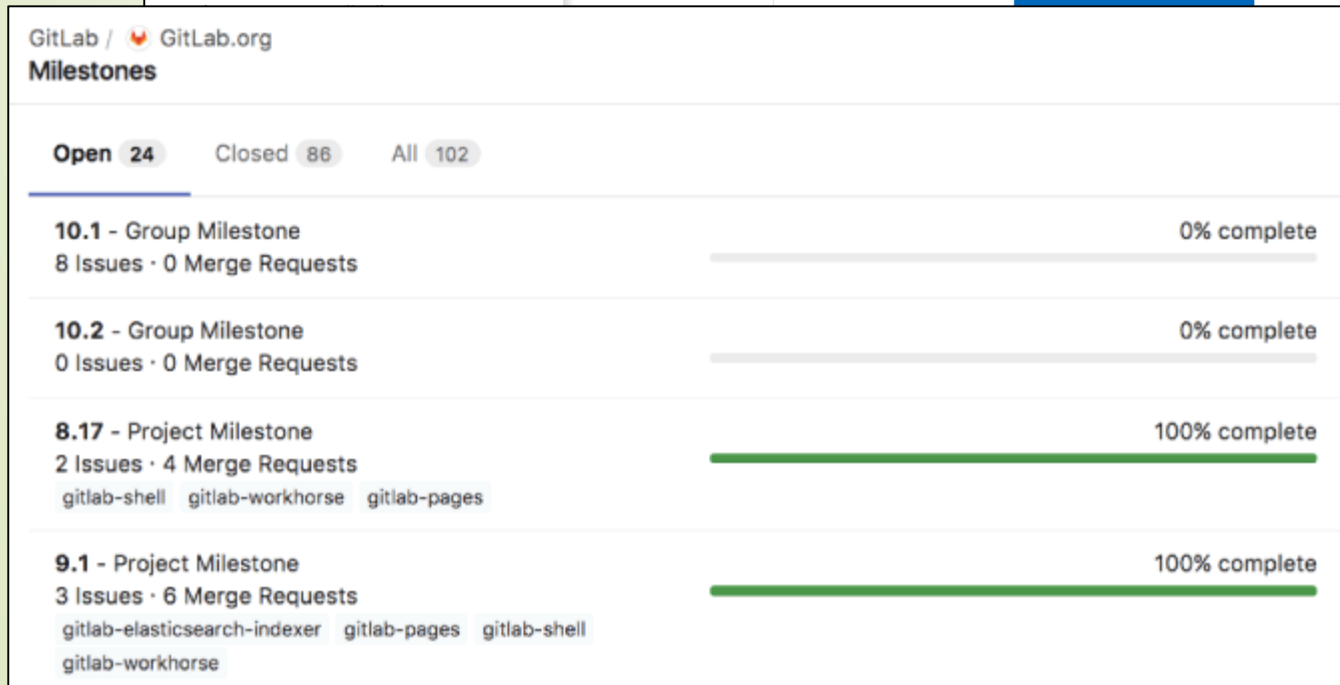 GitLab / GitLab.org
Milestones
Open 24 Closed 86 All 102
10.1 - Group Milestone 0% complete
8 Issues · 0 Merge Requests
10.2 - Group Milestone 0% complete
0 Issues · 0 Merge Requests
8.17 - Project Milestone 100% complete
2 Issues · 4 Merge Requests
gitlab-shell gitlab-workhorse gitlab-pages
9.1 - Project Milestone 100% complete
3 Issues · 6 Merge Requests
gitlab-elasticsearch-indexer gitlab-pages gitlab-shell
gitlab-workhorse